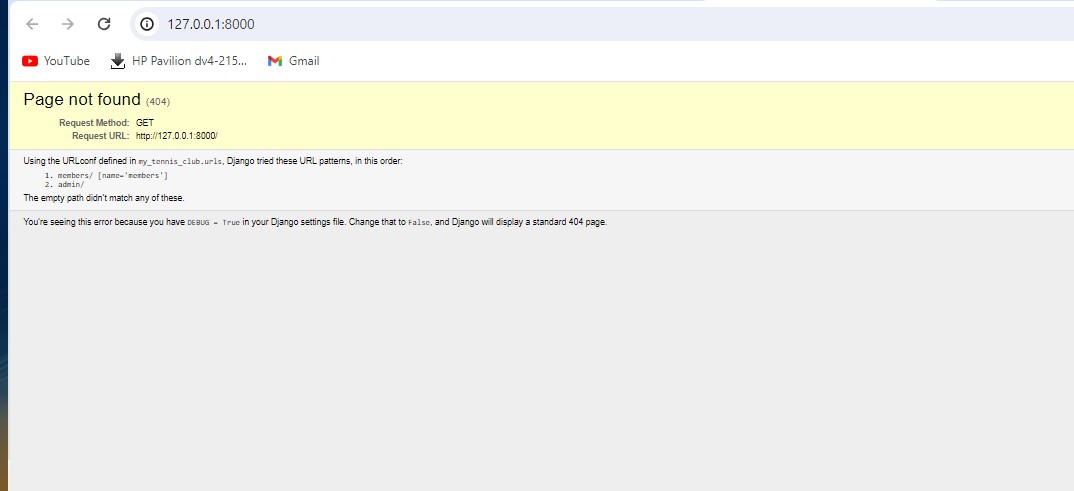 127.0.0.1:8000
YouTube HP Pavilion dv4-215... Gmail
Page not found (404)
Request Method: GET
Request URL: http://127.0.0.1:8000/
Using the URLconf defined in my_tennis_club.urls, Django tried these URL patterns, in this order:
1. members/ [name='members']
2. admin/
The empty path didn't match any of these.
You're seeing this error because you have DEBUG = True in your Django settings file. Change that to False, and Django will display a standard 404 page.